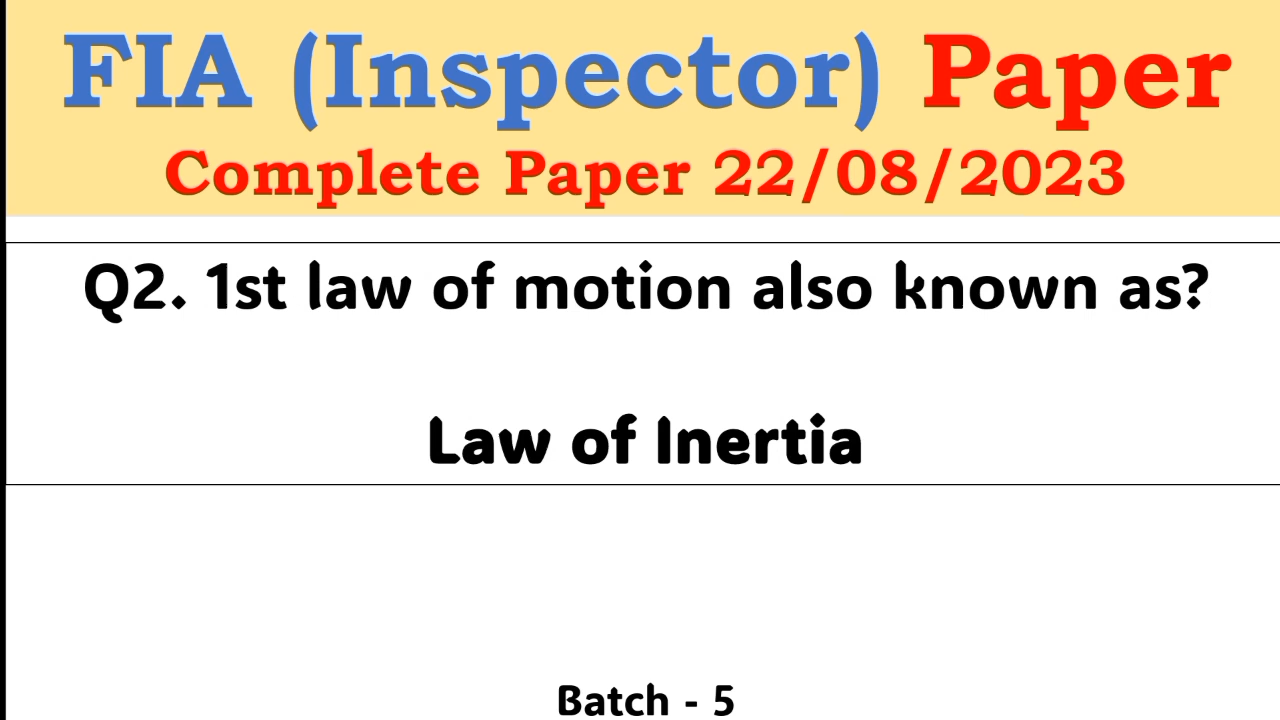 FIA (Inspector) Paper
Complete Paper 22/08/2023
Q2. 1st law of motion also known as?
Law of Inertia
Batch - 5